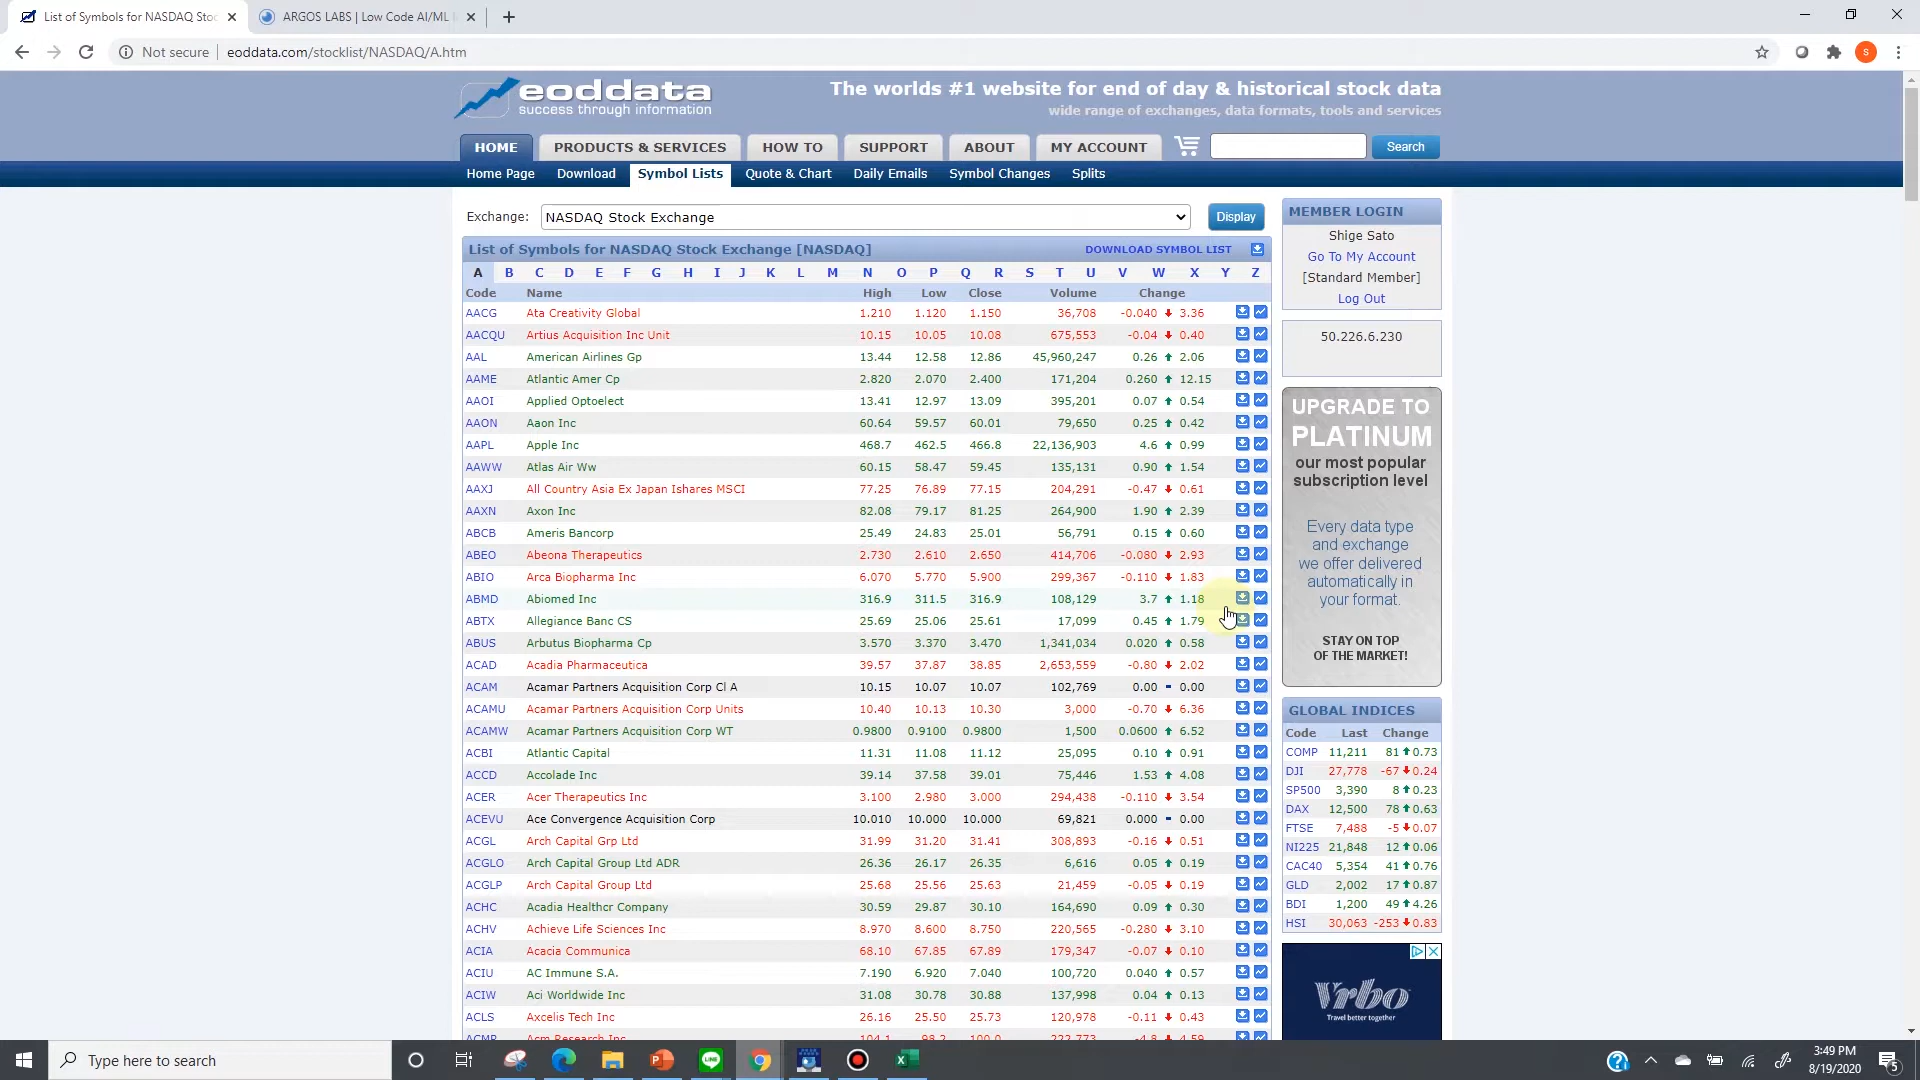 List of Symbols for NASDAQ Stoc
ARGOS LABS | Low Code AI/ML
Not secure
eoddata.com/stocklist/NASDAQ/A.htm
S
eoddata
success through information
The worlds #1 website for end of day & historical stock data
wide range of exchanges, data formats, tools and services
HOME PRODUCTS & SERVICES HOW TO SUPPORT ABOUT MY ACCOUNT Search
Home Page Download Symbol Lists Quote & Chart Daily Emails Symbol Changes Splits
Exchange: NASDAQ Stock Exchange Display
List of Symbols for NASDAQ Stock Exchange [NASDAQ] DOWNLOAD SYMBOL LIST
A B C D E F G H I J K L M N O P Q R S T U V W X Y Z
Code Name High Low Close Volume Change
AACG Ata Creativity Global 1.210 1.120 1.150 36,708 -0.040 3.36
AACQU Artius Acquisition Inc Unit 10.15 10.05 10.08 675,553 -0.04 0.40
AAL American Airlines Gp 13.44 12.58 12.86 45,960,247 0.26 2.06
AAME Atlantic Amer Cp 2.820 2.070 2.400 171,204 0.260 12.15
AAOI Applied Optoelect 13.41 12.97 13.09 395,201 0.07 0.54
AAON Aaon Inc 60.64 59.57 60.01 79,650 0.25 0.42
AAPL Apple Inc 468.7 462.5 466.8 22,136,903 4.6 0.99
AAWW Atlas Air Ww 60.15 58.47 59.45 135,131 0.90 1.54
AAXJ All Country Asia Ex Japan Ishares MSCI 77.25 76.89 77.15 204,291 -0.47 0.61
AAXN Axon Inc 82.08 79.17 81.25 264,900 1.90 2.39
ABCB Ameris Bancorp 25.49 24.83 25.01 56,791 0.15 0.60
ABEO Abeona Therapeutics 2.730 2.610 2.650 414,706 -0.080 2.93
ABIO Arca Biopharma Inc 6.070 5.770 5.900 299,367 -0.110 1.83
ABMD Abiomed Inc 316.9 311.5 316.9 108,129 3.7 1.18
ABTX Allegiance Banc CS 25.69 25.06 25.61 17,099 0.45 1.79
ABUS Arbutus Biopharma Cp 3.570 3.370 3.470 1,341,034 0.020 0.58
ACAD Acadia Pharmaceutica 39.57 37.87 38.85 2,653,559 -0.80 2.02
ACAM Acamar Partners Acquisition Corp Cl A 10.15 10.07 10.07 102,769 0.00 0.00
ACAMU Acamar Partners Acquisition Corp Units 10.40 10.13 10.30 3,000 -0.70 6.36
ACAMW Acamar Partners Acquisition Corp WT 0.9800 0.9100 0.9800 1,500 0.0600 6.52
ACBI Atlantic Capital 11.31 11.08 11.12 25,095 0.10 0.91
ACCD Accolade Inc 39.14 37.58 39.01 75,446 1.53 4.08
ACER Acer Therapeutics Inc 3.100 2.980 3.000 294,438 -0.110 3.54
ACEVU Ace Convergence Acquisition Corp 10.010 10.000 10.000 69,821 0.000 0.00
ACGL Arch Capital Grp Ltd 31.99 31.20 31.41 308,893 -0.16 0.51
ACGLO Arch Capital Group Ltd ADR 26.36 26.17 26.35 6,616 0.05 0.19
ACGLP Arch Capital Group Ltd 25.68 25.56 25.63 21,459 -0.05 0.19
ACHC Acadia Healthcr Company 30.59 29.87 30.10 164,690 0.09 0.30
ACHV Achieve Life Sciences Inc 8.970 8.600 8.750 220,565 -0.280 3.10
ACIA Acacia Communica 68.10 67.85 67.89 179,347 -0.07 0.10
ACIU AC Immune S.A. 7.190 6.920 7.040 100,720 0.040 0.57
ACIW Aci Worldwide Inc 31.08 30.78 30.88 137,998 0.04 0.13
ACLS Axcelis Tech Inc 26.16 25.50 25.73 120,978 -0.11 0.43
ACMR Acm Research Inc 104.1 98.2 100.0 222,773 -4.8 4.59
MEMBER LOGIN
Shige Sato
Go To My Account
[Standard Member]
Log Out
50.226.6.230
UPGRADE TO
PLATINUM
our most popular
subscription level
Every data type
and exchange
we offer delivered
automatically in
your format.
STAY ON TOP
OF THE MARKET!
GLOBAL INDICES
Code Last Change
COMP 11,211 81 0.73
DJI 27,778 -67 0.24
SP500 3,390 8 0.23
DAX 12,500 78 0.63
FTSE 7,488 -5 0.07
NI225 21,848 12 0.06
CAC40 5,354 41 0.76
GLD 2,002 17 0.87
BDI 1,200 49 4.26
HSI 30,063 -253 0.83
Vrbo
Travel better together
Type here to search
LINE
3:49 PM
8/19/2020
5